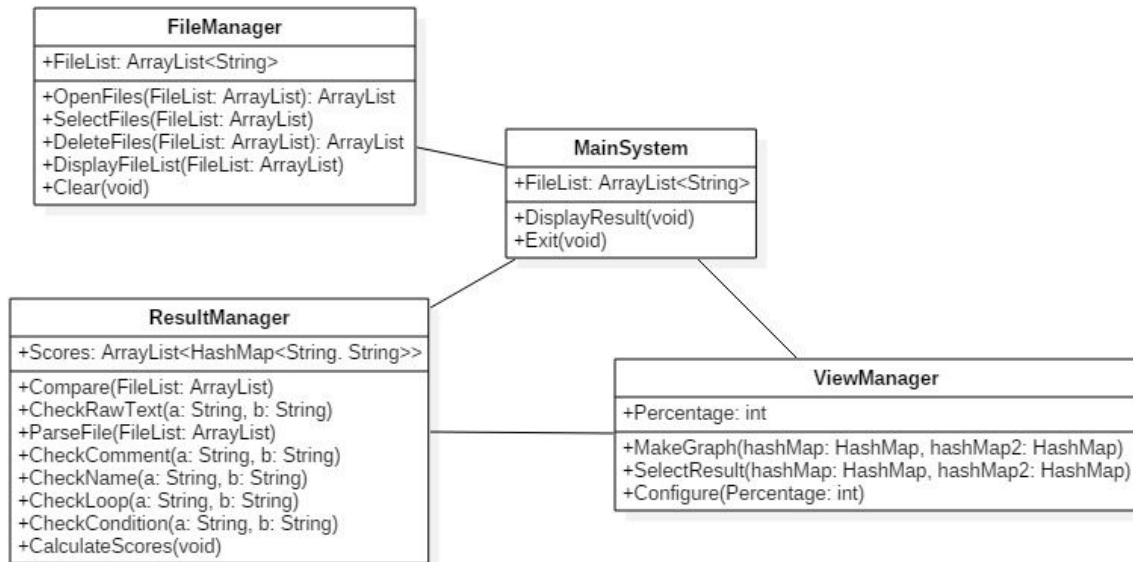 FileManager
+FileList: ArrayList<String>
+OpenFiles(FileList: ArrayList): ArrayList
+SelectFiles(FileList: ArrayList)
+DeleteFiles(FileList: ArrayList): ArrayList
+DisplayFileList(FileList: ArrayList)
+Clear(void)
MainSystem
+FileList: ArrayList<String>
+DisplayResult(void)
+Exit(void)
ResultManager
+Scores: ArrayList<HashMap<String. String>>
+Compare(FileList: ArrayList)
+CheckRawText(a: String, b: String)
+ParseFile(FileList: ArrayList)
+CheckComment(a: String, b: String)
+CheckName(a: String, b: String)
+CheckLoop(a: String, b: String)
+CheckCondition(a: String, b: String)
+CalculateScores(void)
ViewManager
+Percentage: int
+MakeGraph(hashMap: HashMap, hashMap2: HashMap)
+SelectResult(hashMap: HashMap, hashMap2: HashMap)
+Configure(Percentage: int)